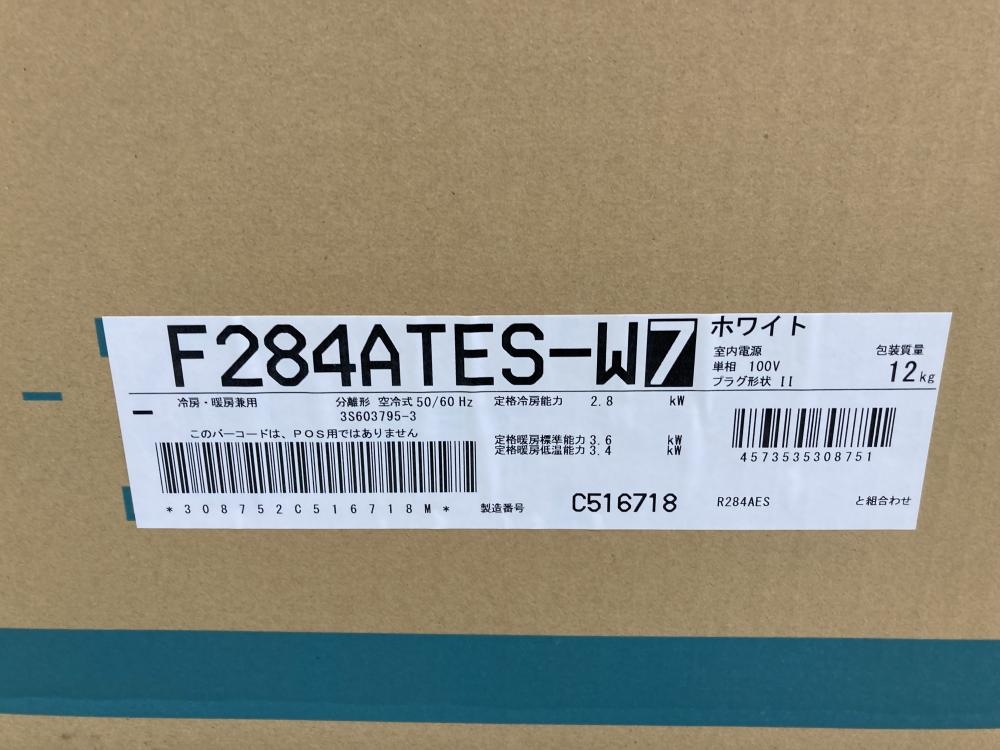 F284ATES-W7
ホワイト
室内電源
単相 100V
プラグ形状 II
包装質量
12kg
冷房・暖房兼用
分離形 空冷式 50/60 Hz
3S603795-3
定格冷房能力 2.8 kW
定格暖房標準能力 3.6 kW
定格暖房低温能力 3.4 kW
このバーコードは、POS用ではありません
*308752C516718M*
製造番号 C516718
4573535308751
R284AES と組合わせ